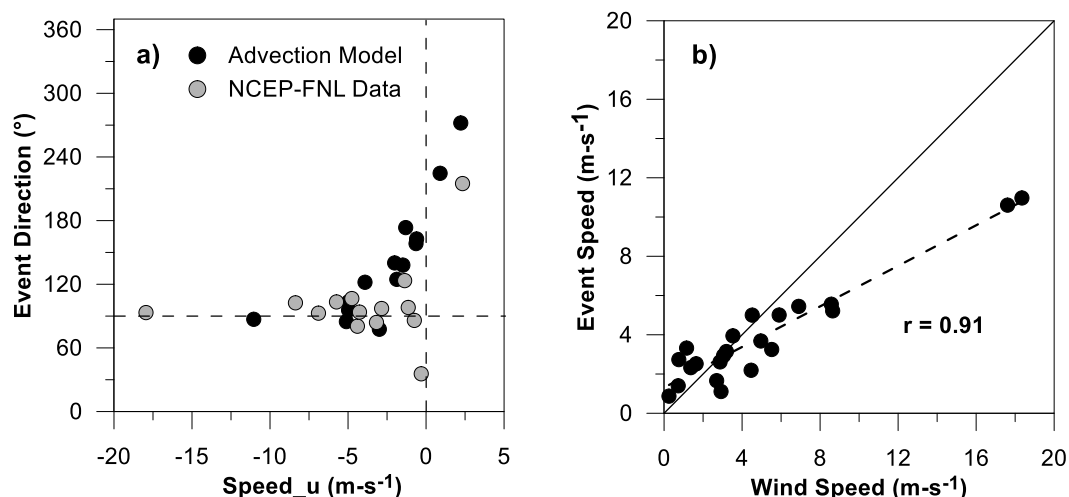 a)
Advection Model
NCEP-FNL Data
Event Direction (°)
360
300
240
180
120
60
0
-20
-15
-10
-5
0
5
Speed_u (m-s-1)
b)
Event Speed (m-s-1)
20
16
12
8
4
0
r = 0.91
0
4
8
12
16
20
Wind Speed (m-s-1)